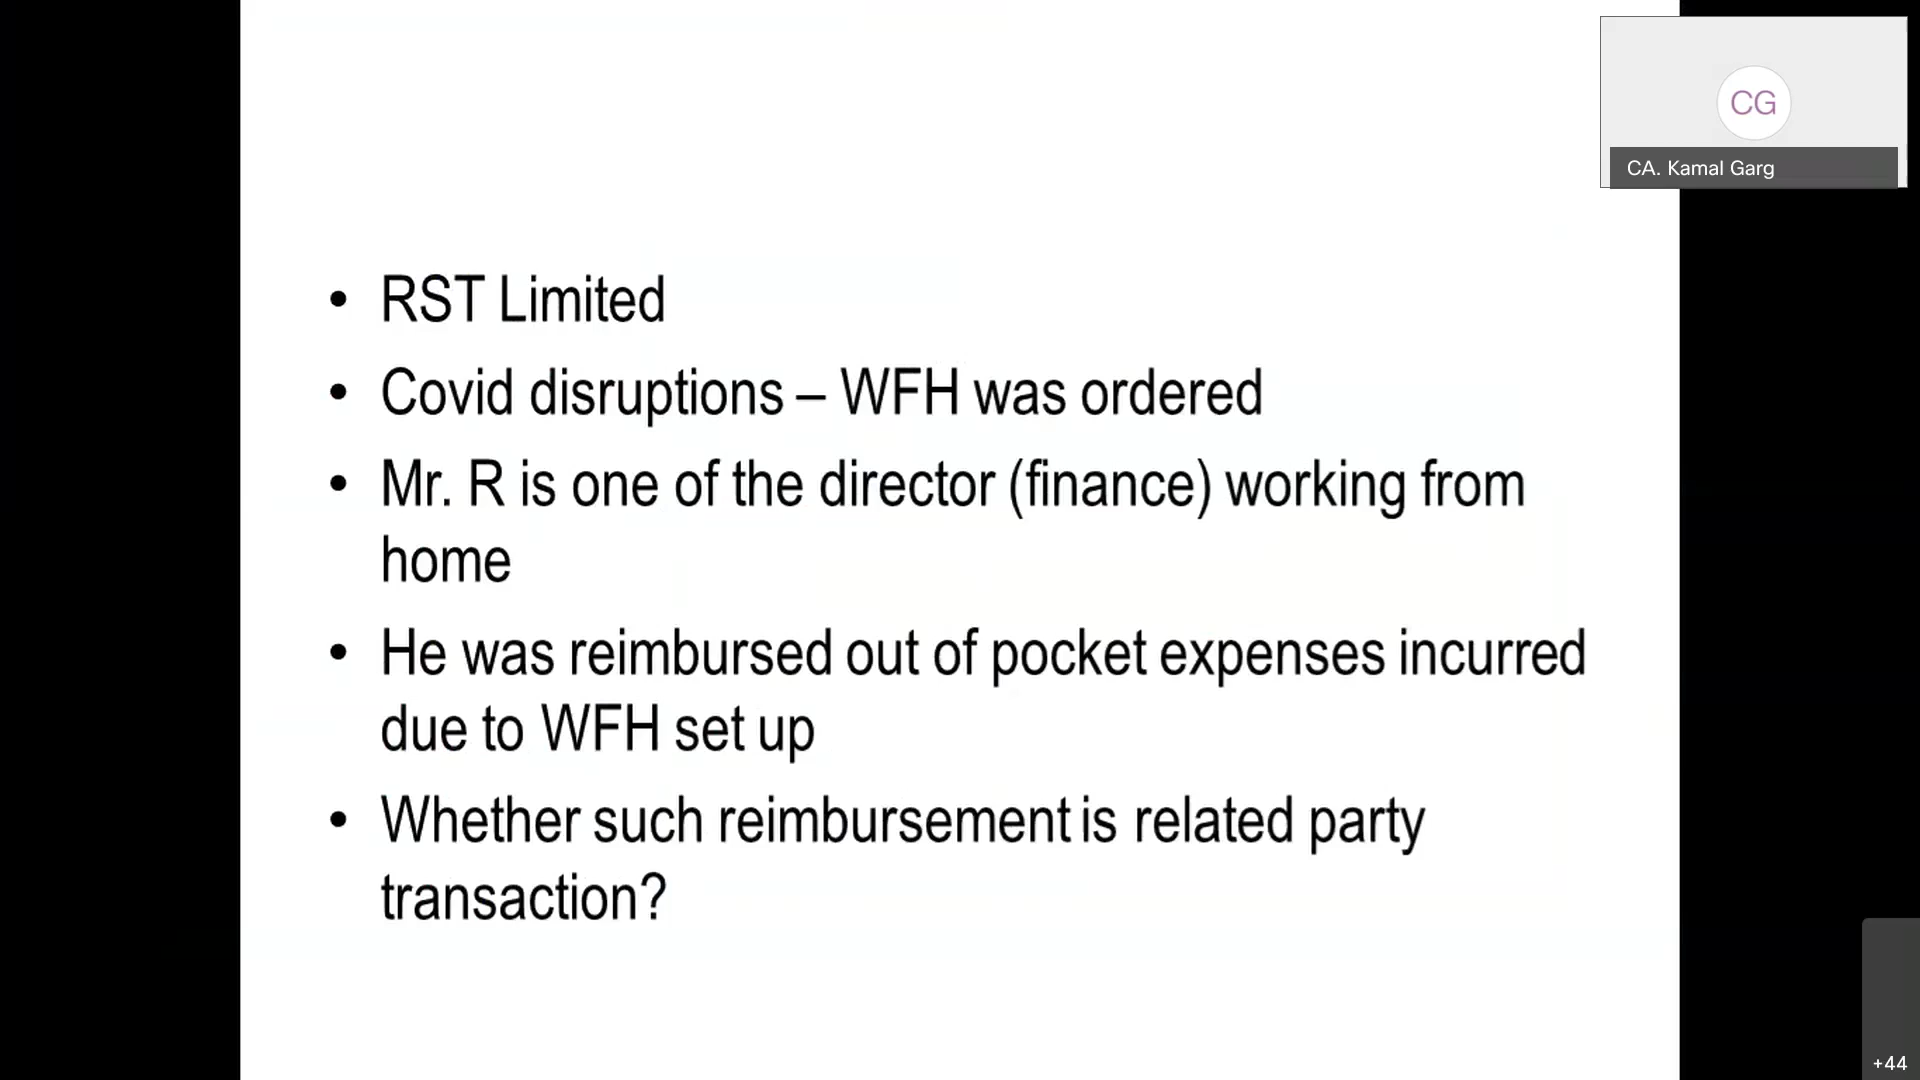 CG
CA. Kamal Garg
• RST Limited
• Covid disruptions – WFH was ordered
• Mr. R is one of the director (finance) working from
home
• He was reimbursed out of pocket expenses incurred
due to WFH set up
• Whether such reimbursement is related party
transaction?
+44